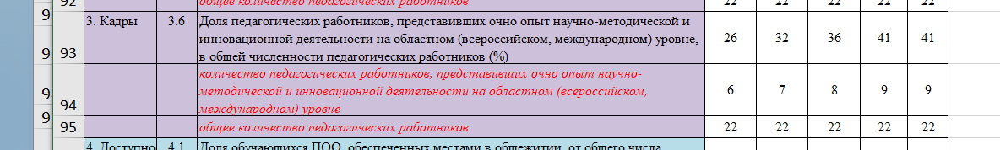 92 общее количество педагогических работников 22 22 22 22 22
3. Кадры 3.6 Доля педагогических работников, представивших очно опыт научно-методической и
инновационной деятельности на областном (всероссийском, международном) уровне,
93 в общей численности педагогических работников (%) 26 32 36 41 41
количество педагогических работников, представивших очно опыт научно-
методической и инновационной деятельности на областном (всероссийском,
94 международном) уровне 6 7 8 9 9
95 общее количество педагогических работников 22 22 22 22 22
4. Доступно 4.1 Доля обучающихся ПОО, обеспеченных местами в общежитии, от общего числа